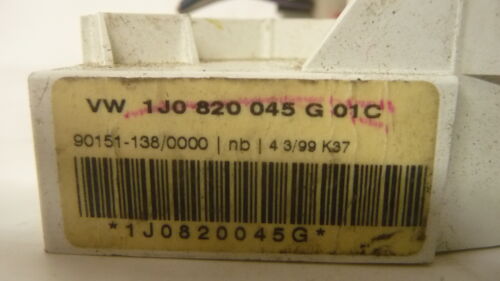 VW 1J0 820 045 G 01C
90151-138/0000 | nb | 4 3/99 K37
*1J0820045G*